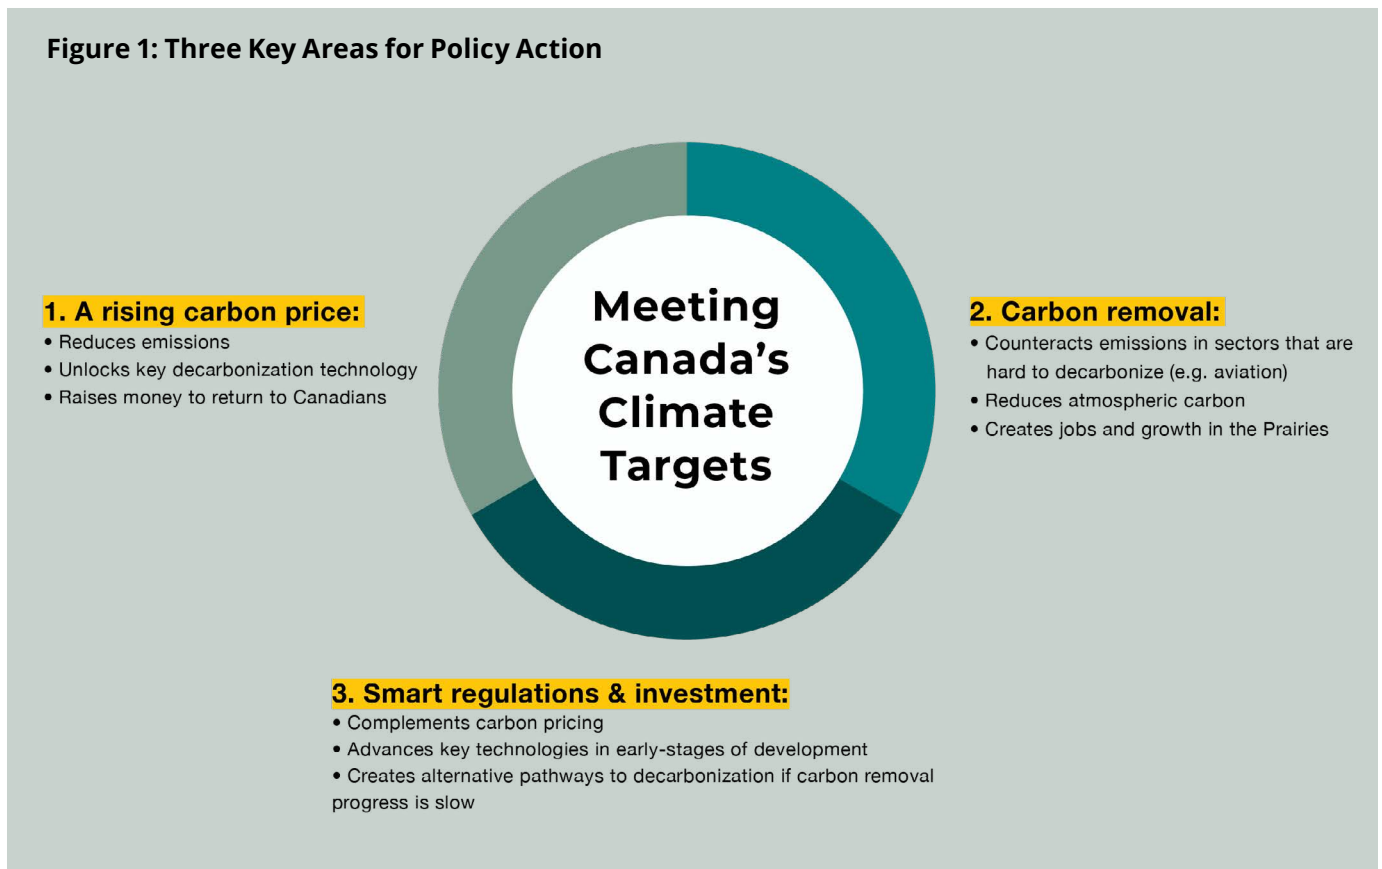 Figure 1: Three Key Areas for Policy Action
Meeting
Canada's
Climate
Targets
1. A rising carbon price:
• Reduces emissions
• Unlocks key decarbonization technology
• Raises money to return to Canadians
2. Carbon removal:
• Counteracts emissions in sectors that are
hard to decarbonize (e.g. aviation)
• Reduces atmospheric carbon
• Creates jobs and growth in the Prairies
3. Smart regulations & investment:
• Complements carbon pricing
• Advances key technologies in early-stages of development
• Creates alternative pathways to decarbonization if carbon removal
progress is slow